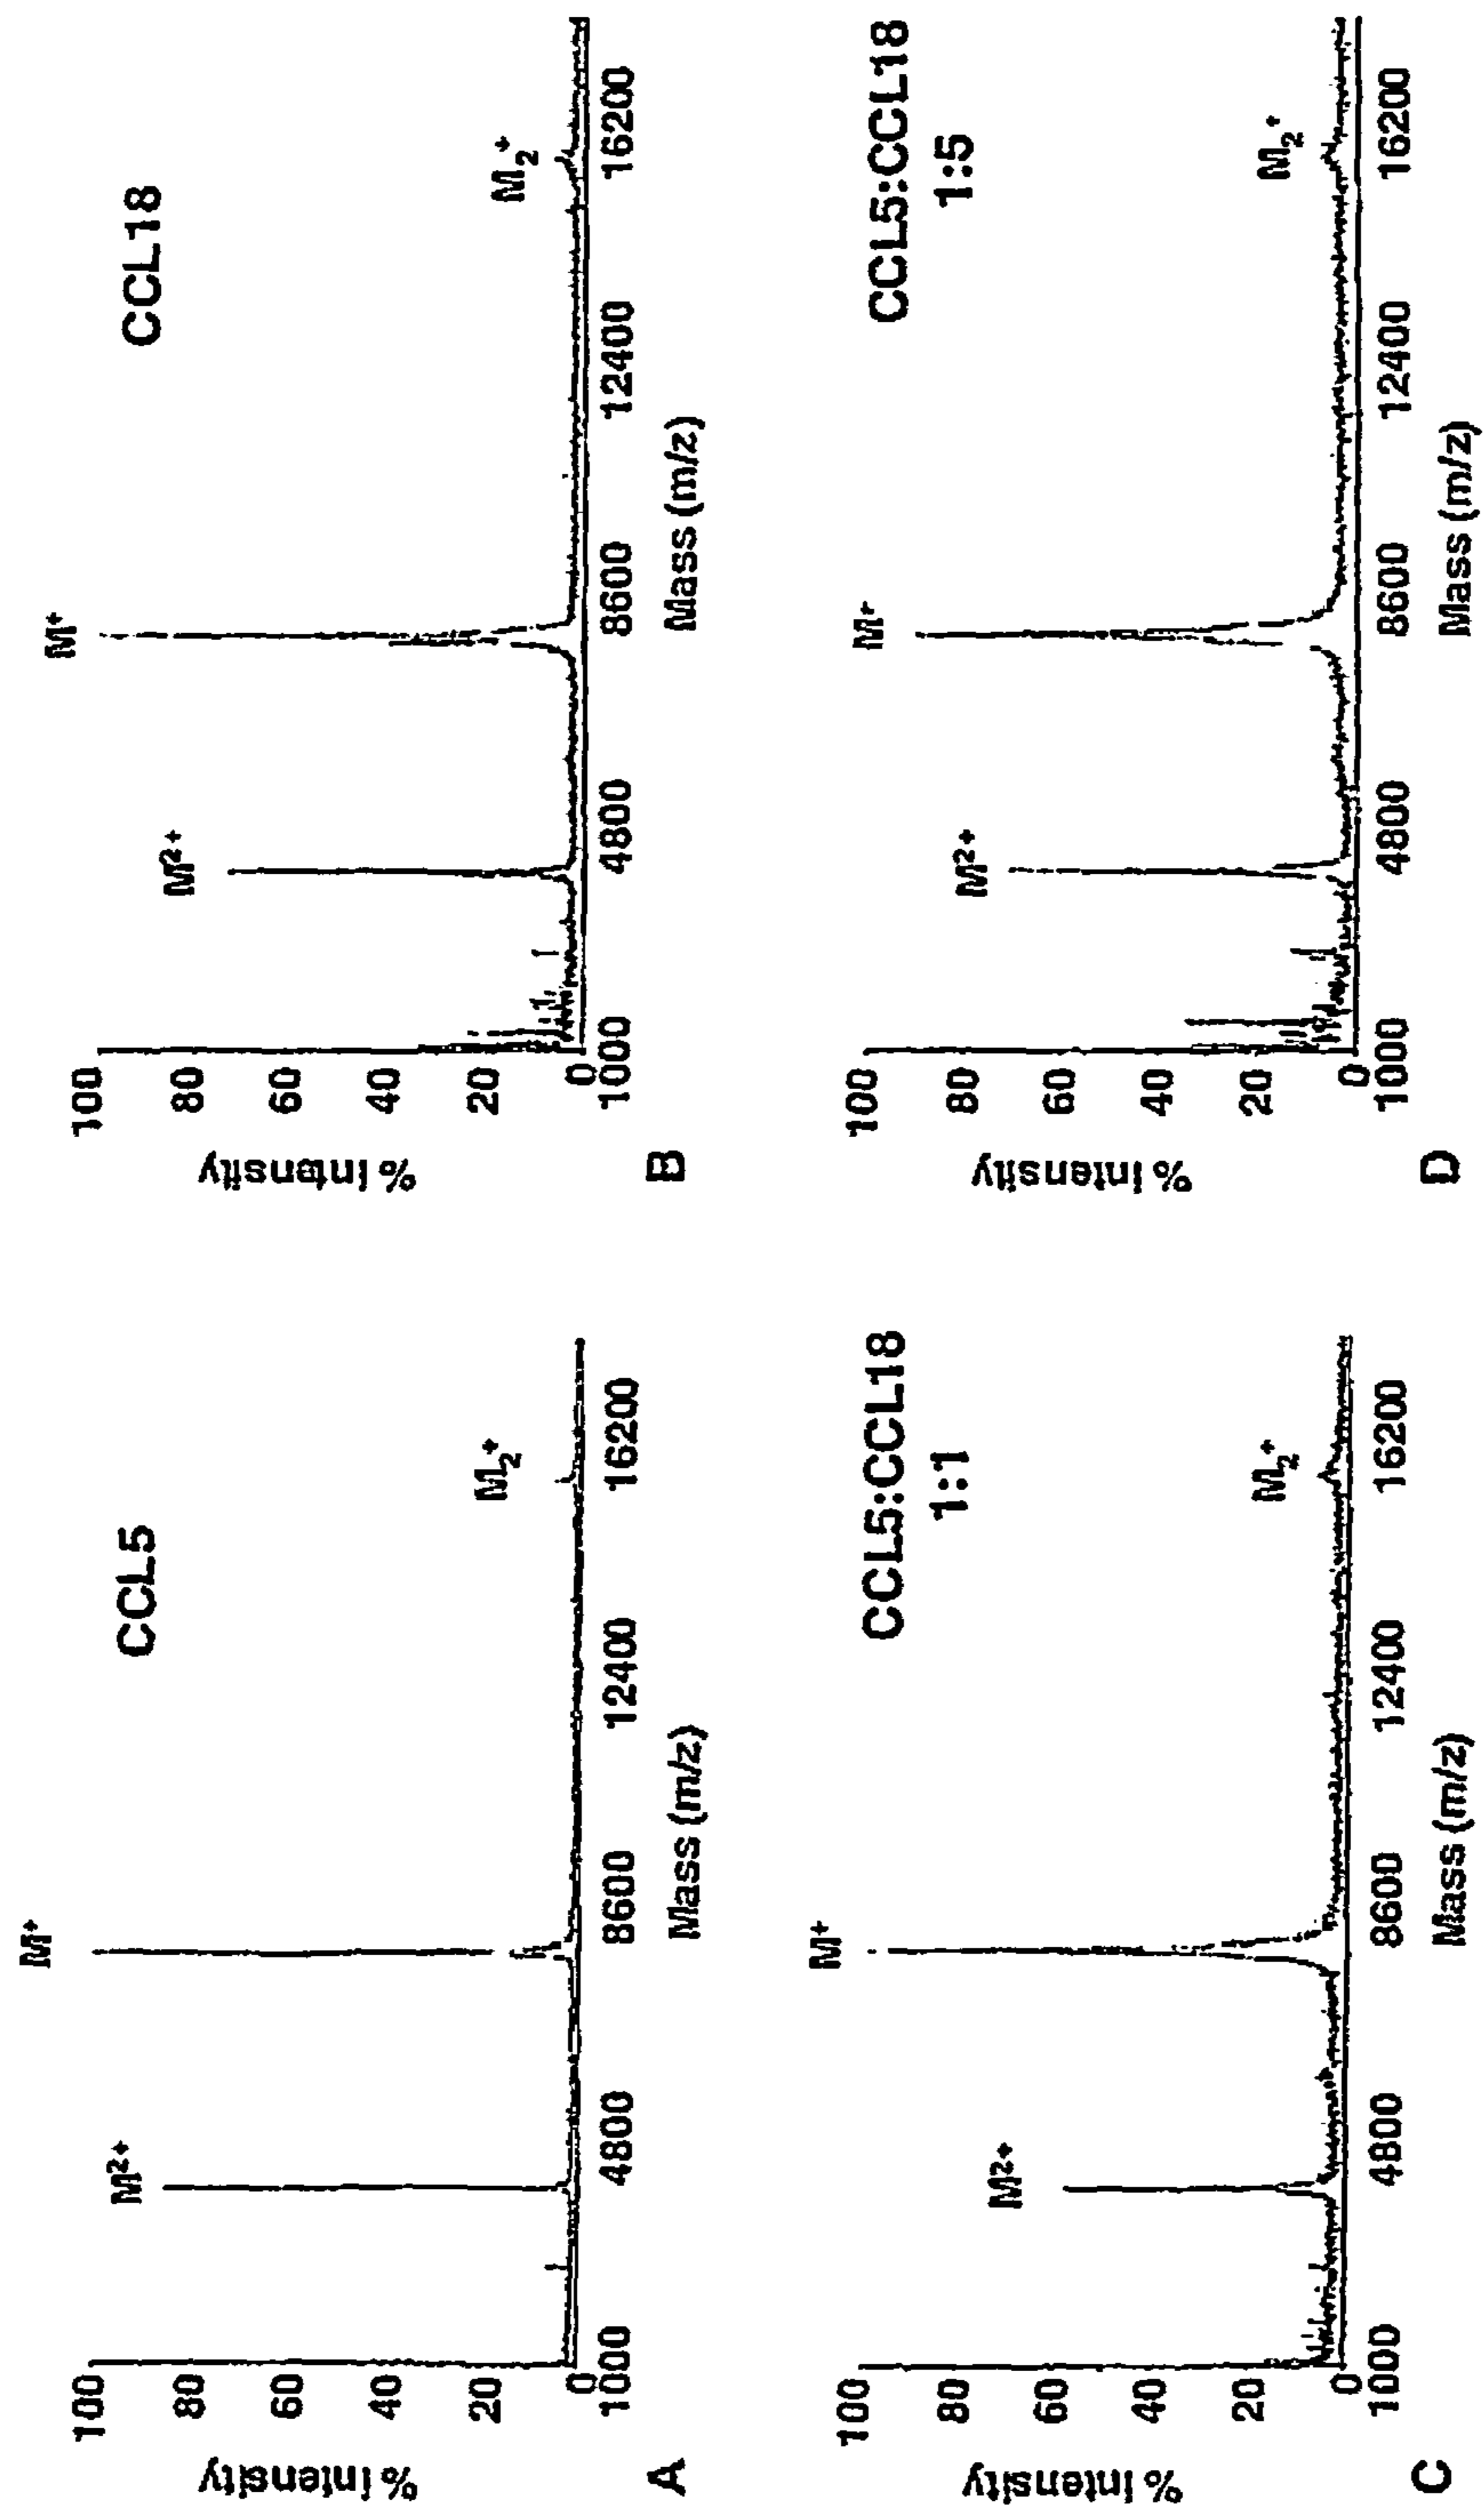 M⁺
CCL5
M²⁺
M₂⁺
100
80
60
40
20
0
% Intensity
1000
4800
8600
12400
16200
Mass (m/z)
A
M⁺
CCL18
M²⁺
M₂⁺
100
80
60
40
20
0
% Intensity
1000
4800
8600
12400
16200
Mass (m/z)
B
M⁺
CCL5:CCL18
1:1
M²⁺
M₂⁺
100
80
60
40
20
0
% Intensity
1000
4800
8600
12400
16200
Mass (m/z)
C
M⁺
CCL5:CCL18
1:5
M²⁺
M₂⁺
100
80
60
40
20
0
% Intensity
1000
4800
8600
12400
16200
Mass (m/z)
D